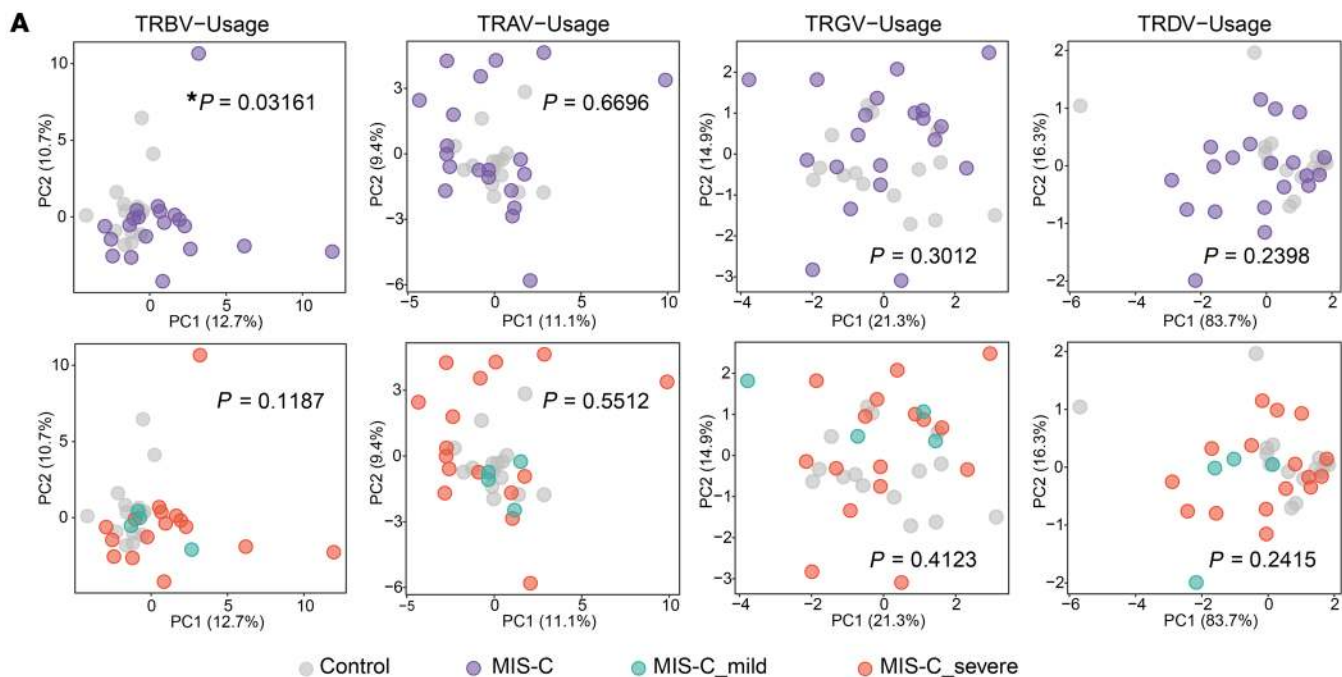 A
TRBV−Usage
TRAV−Usage
TRGV−Usage
TRDV−Usage
10
5
0
PC2 (10.7%)
*P = 0.03161
0
5
10
PC1 (12.7%)
3
0
−3
−6
PC2 (9.4%)
P = 0.6696
−5
0
5
10
PC1 (11.1%)
2
1
0
−1
−2
−3
PC2 (14.9%)
P = 0.3012
−4
−2
0
2
PC1 (21.3%)
2
1
0
−1
−2
PC2 (16.3%)
P = 0.2398
−6
−4
−2
0
2
PC1 (83.7%)
10
5
0
PC2 (10.7%)
P = 0.1187
0
5
10
PC1 (12.7%)
3
0
−3
−6
PC2 (9.4%)
P = 0.5512
−5
0
5
10
PC1 (11.1%)
2
1
0
−1
−2
−3
PC2 (14.9%)
P = 0.4123
−4
−2
0
2
PC1 (21.3%)
2
1
0
−1
−2
PC2 (16.3%)
P = 0.2415
−6
−4
−2
0
2
PC1 (83.7%)
Control
MIS-C
MIS-C_mild
MIS-C_severe